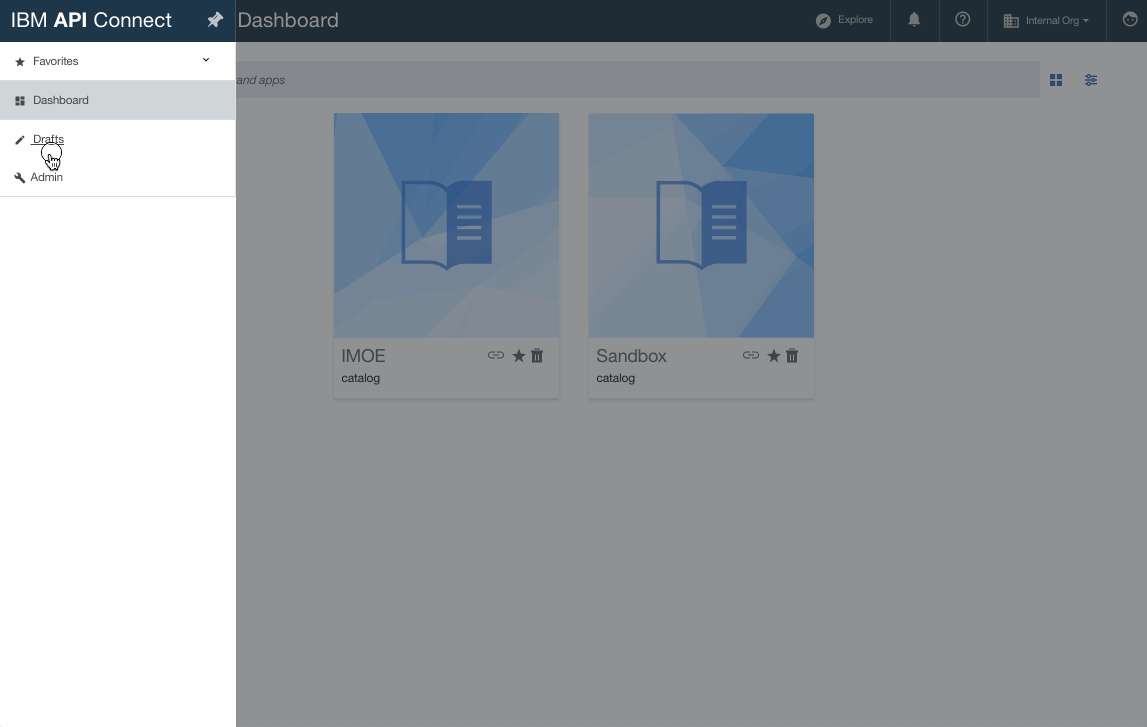 IBM API Connect
Dashboard
Explore
Internal Org
Favorites
Dashboard
Drafts
Admin
and apps
IMOE
catalog
Sandbox
catalog